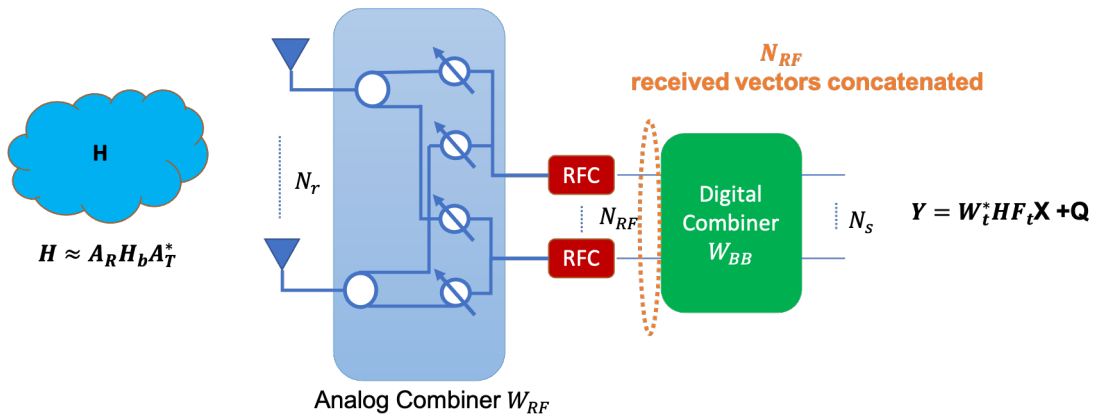 H
H ≈ A_R H_b A_T^*
N_r
Analog Combiner W_RF
RFC
N_RF
RFC
N_RF
received vectors concatenated
Digital
Combiner
W_BB
N_s
Y = W_t^* H F_t X +Q